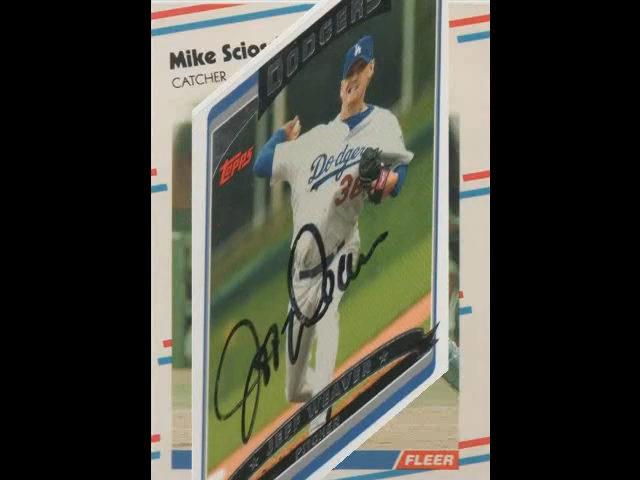 Mike Scios
CATCHER
DODGERS
TOPPS
Dodgers
36
JEFF WEAVER
PITCHER
FLEER